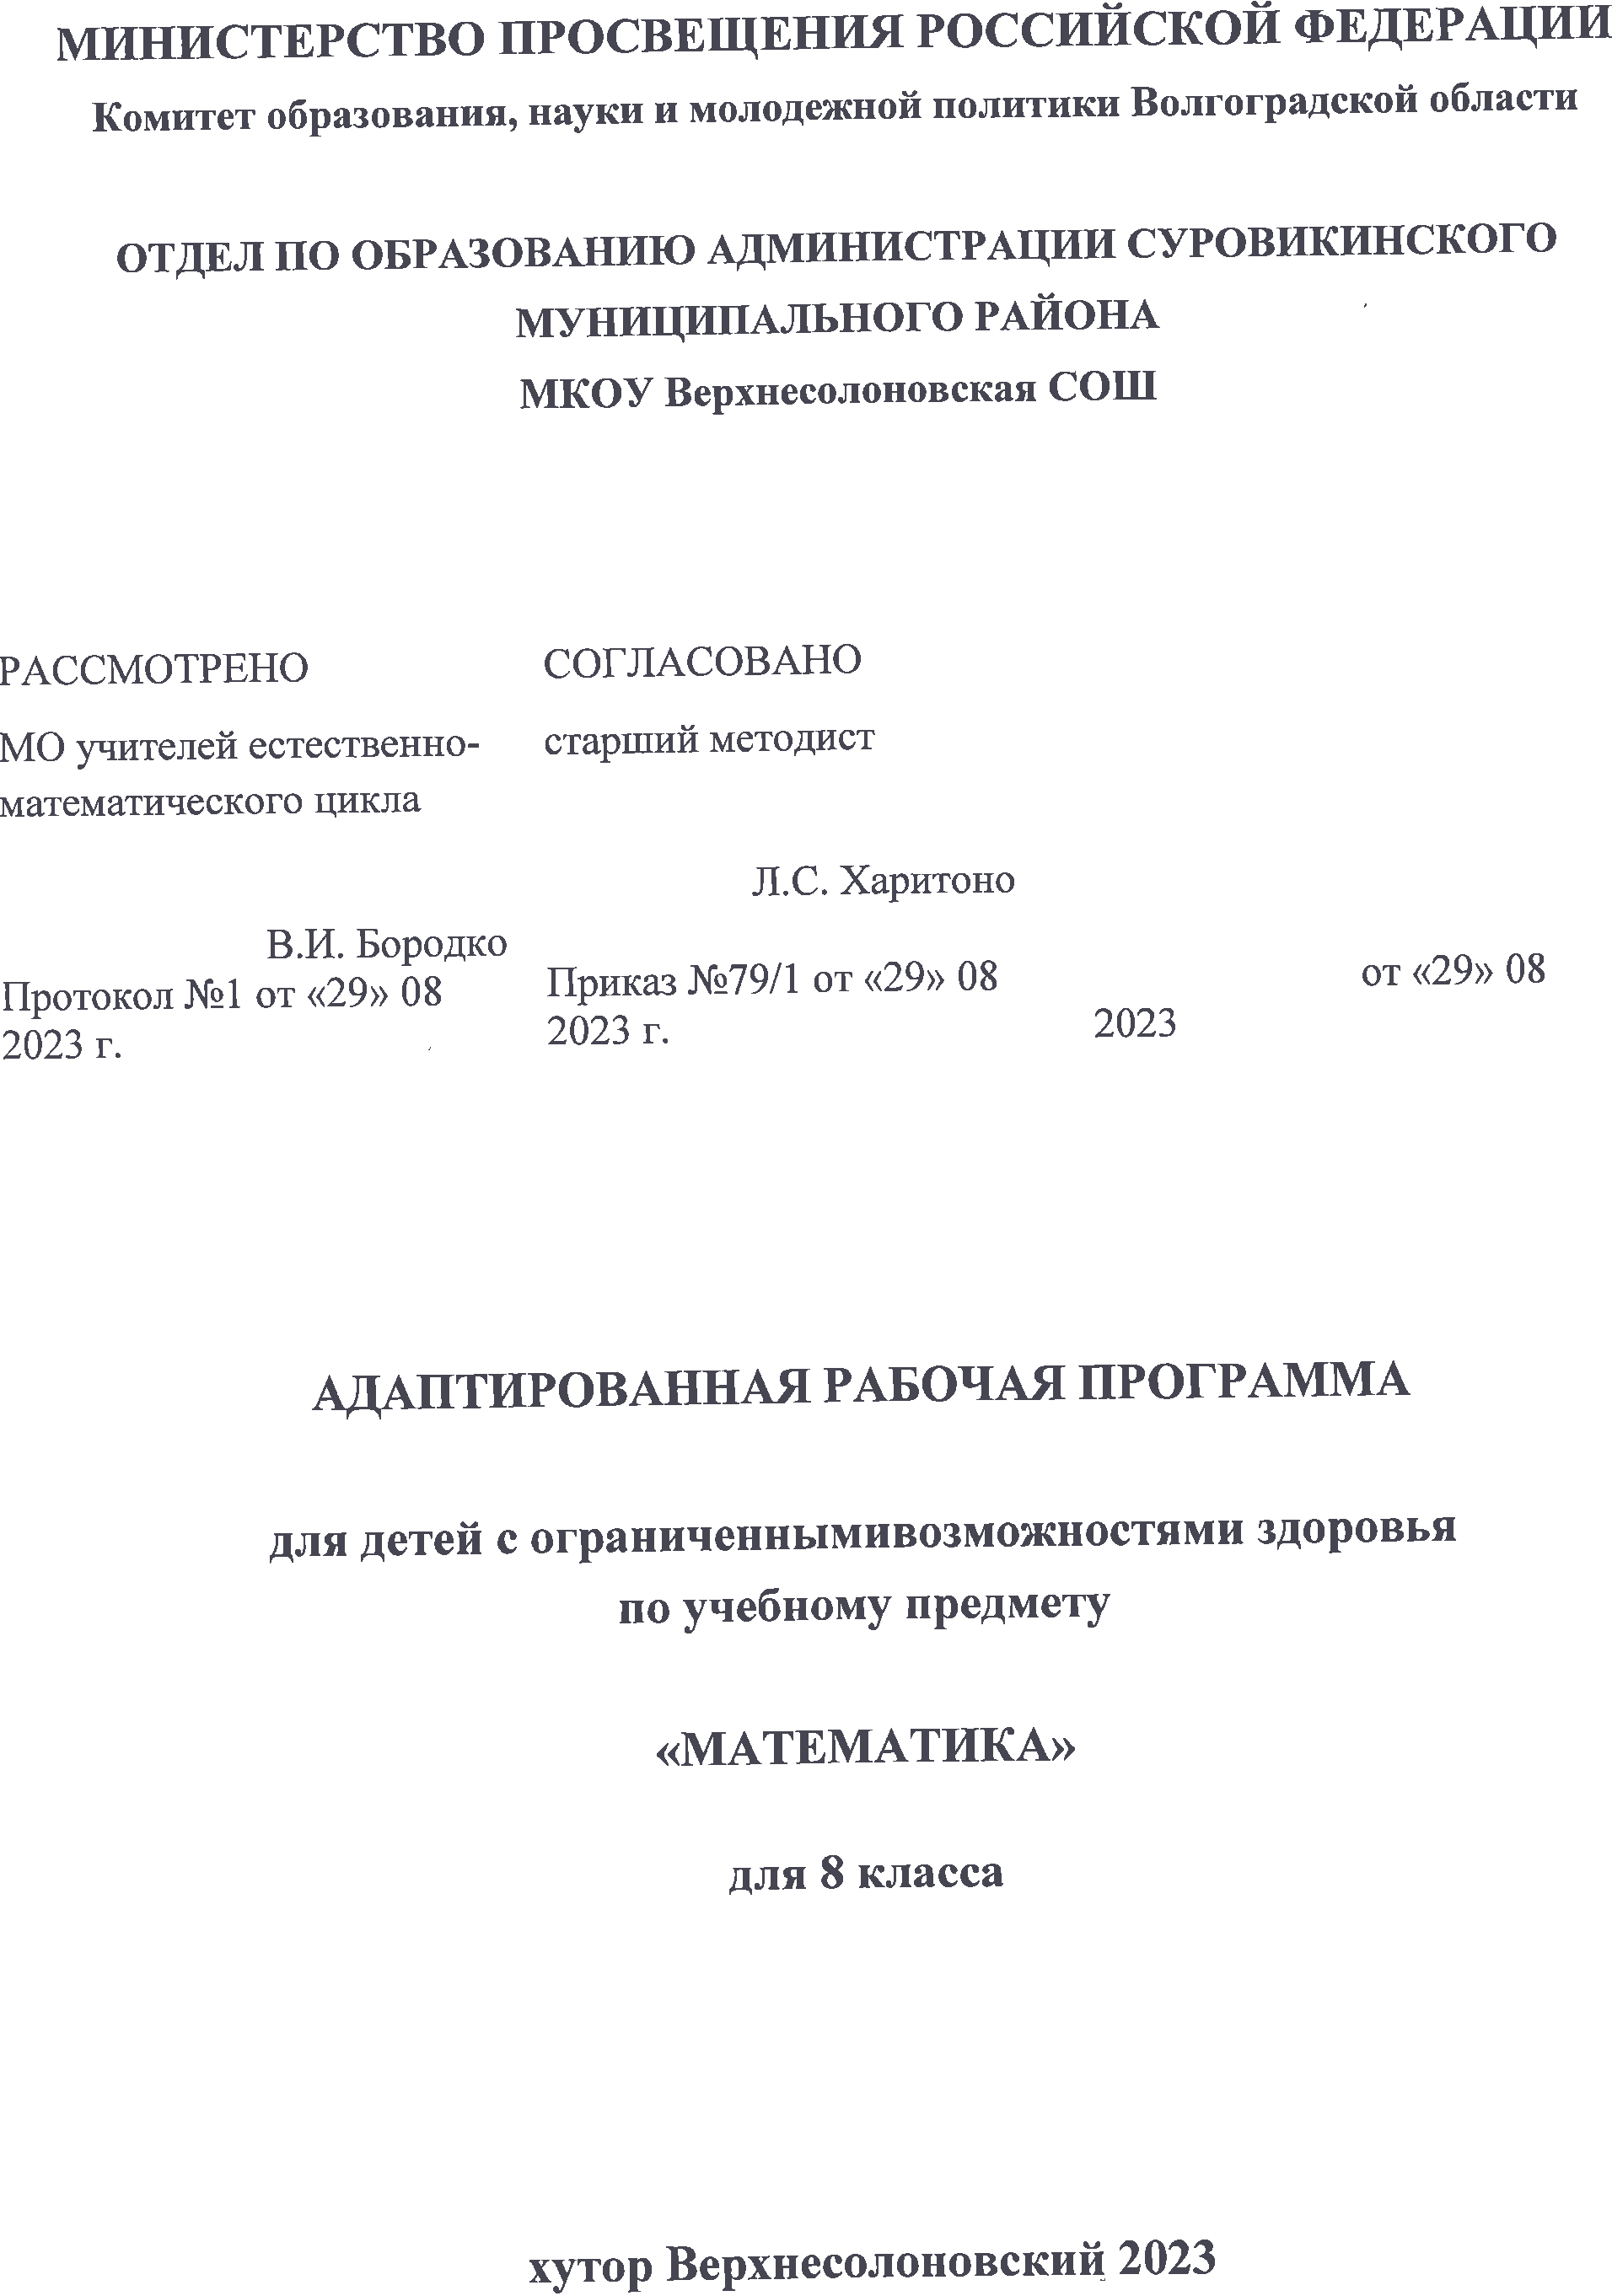 МИНИСТЕРСТВО ПРОСВЕЩЕНИЯ РОССИЙСКОЙ ФЕДЕРАЦИИ
Комитет образования, науки и молодежной политики Волгоградской области
ОТДЕЛ ПО ОБРАЗОВАНИЮ АДМИНИСТРАЦИИ СУРОВИКИНСКОГО
МУНИЦИПАЛЬНОГО РАЙОНА
МКОУ Верхнесолоновская СОШ
РАССМОТРЕНО
МО учителей естественно-
математического цикла
В.И. Бородко
Протокол №1 от «29» 08
2023 г.
СОГЛАСОВАНО
старший методист
Л.С. Харитоно
Приказ №79/1 от «29» 08
2023 г.
от «29» 08
2023
АДАПТИРОВАННАЯ РАБОЧАЯ ПРОГРАММА
для детей с ограниченнымивозможностями здоровья
по учебному предмету
«МАТЕМАТИКА»
для 8 класса
хутор Верхнесолоновский 2023